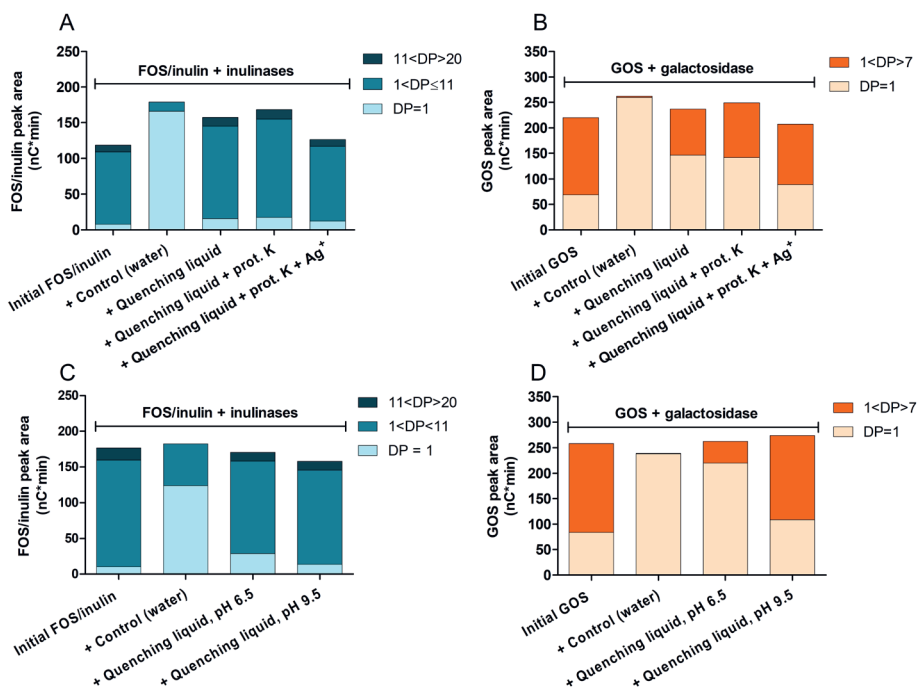 A
FOS/inulin peak area
(nC*min)
250
200
150
100
50
0
FOS/inulin + inulinases
11<DP>20
1<DP≤11
DP=1
Initial FOS/inulin
+ Control (water)
+ Quenching liquid
+ Quenching liquid + prot. K
+ Quenching liquid + prot. K + Ag⁺
B
GOS peak area
(nC*min)
350
300
250
200
150
100
50
0
GOS + galactosidase
1<DP>7
DP=1
Initial GOS
+ Control (water)
+ Quenching liquid
+ Quenching liquid + prot. K
+ Quenching liquid + prot. K + Ag⁺
C
FOS/inulin peak area
(nC*min)
250
200
150
100
50
0
FOS/inulin + inulinases
11<DP>20
1<DP<11
DP = 1
Initial FOS/inulin
+ Control (water)
+ Quenching liquid, pH 6.5
+ Quenching liquid, pH 9.5
D
GOS peak area
(nC*min)
350
300
250
200
150
100
50
0
GOS + galactosidase
1<DP>7
DP=1
Initial GOS
+ Control (water)
+ Quenching liquid, pH 6.5
+ Quenching liquid, pH 9.5